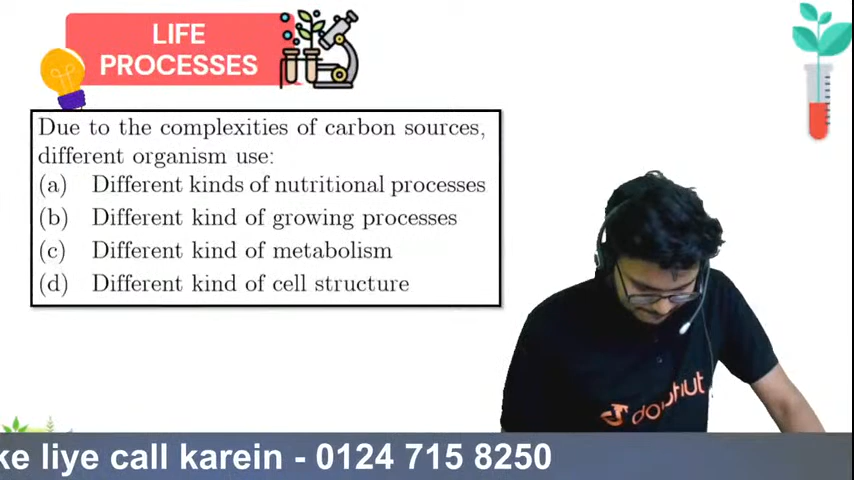 LIFE
PROCESSES
Due to the complexities of carbon sources,
different organism use:
(a) Different kinds of nutritional processes
(b) Different kind of growing processes
(c) Different kind of metabolism
(d) Different kind of cell structure
doubtnut
ke liye call karein - 0124 715 8250